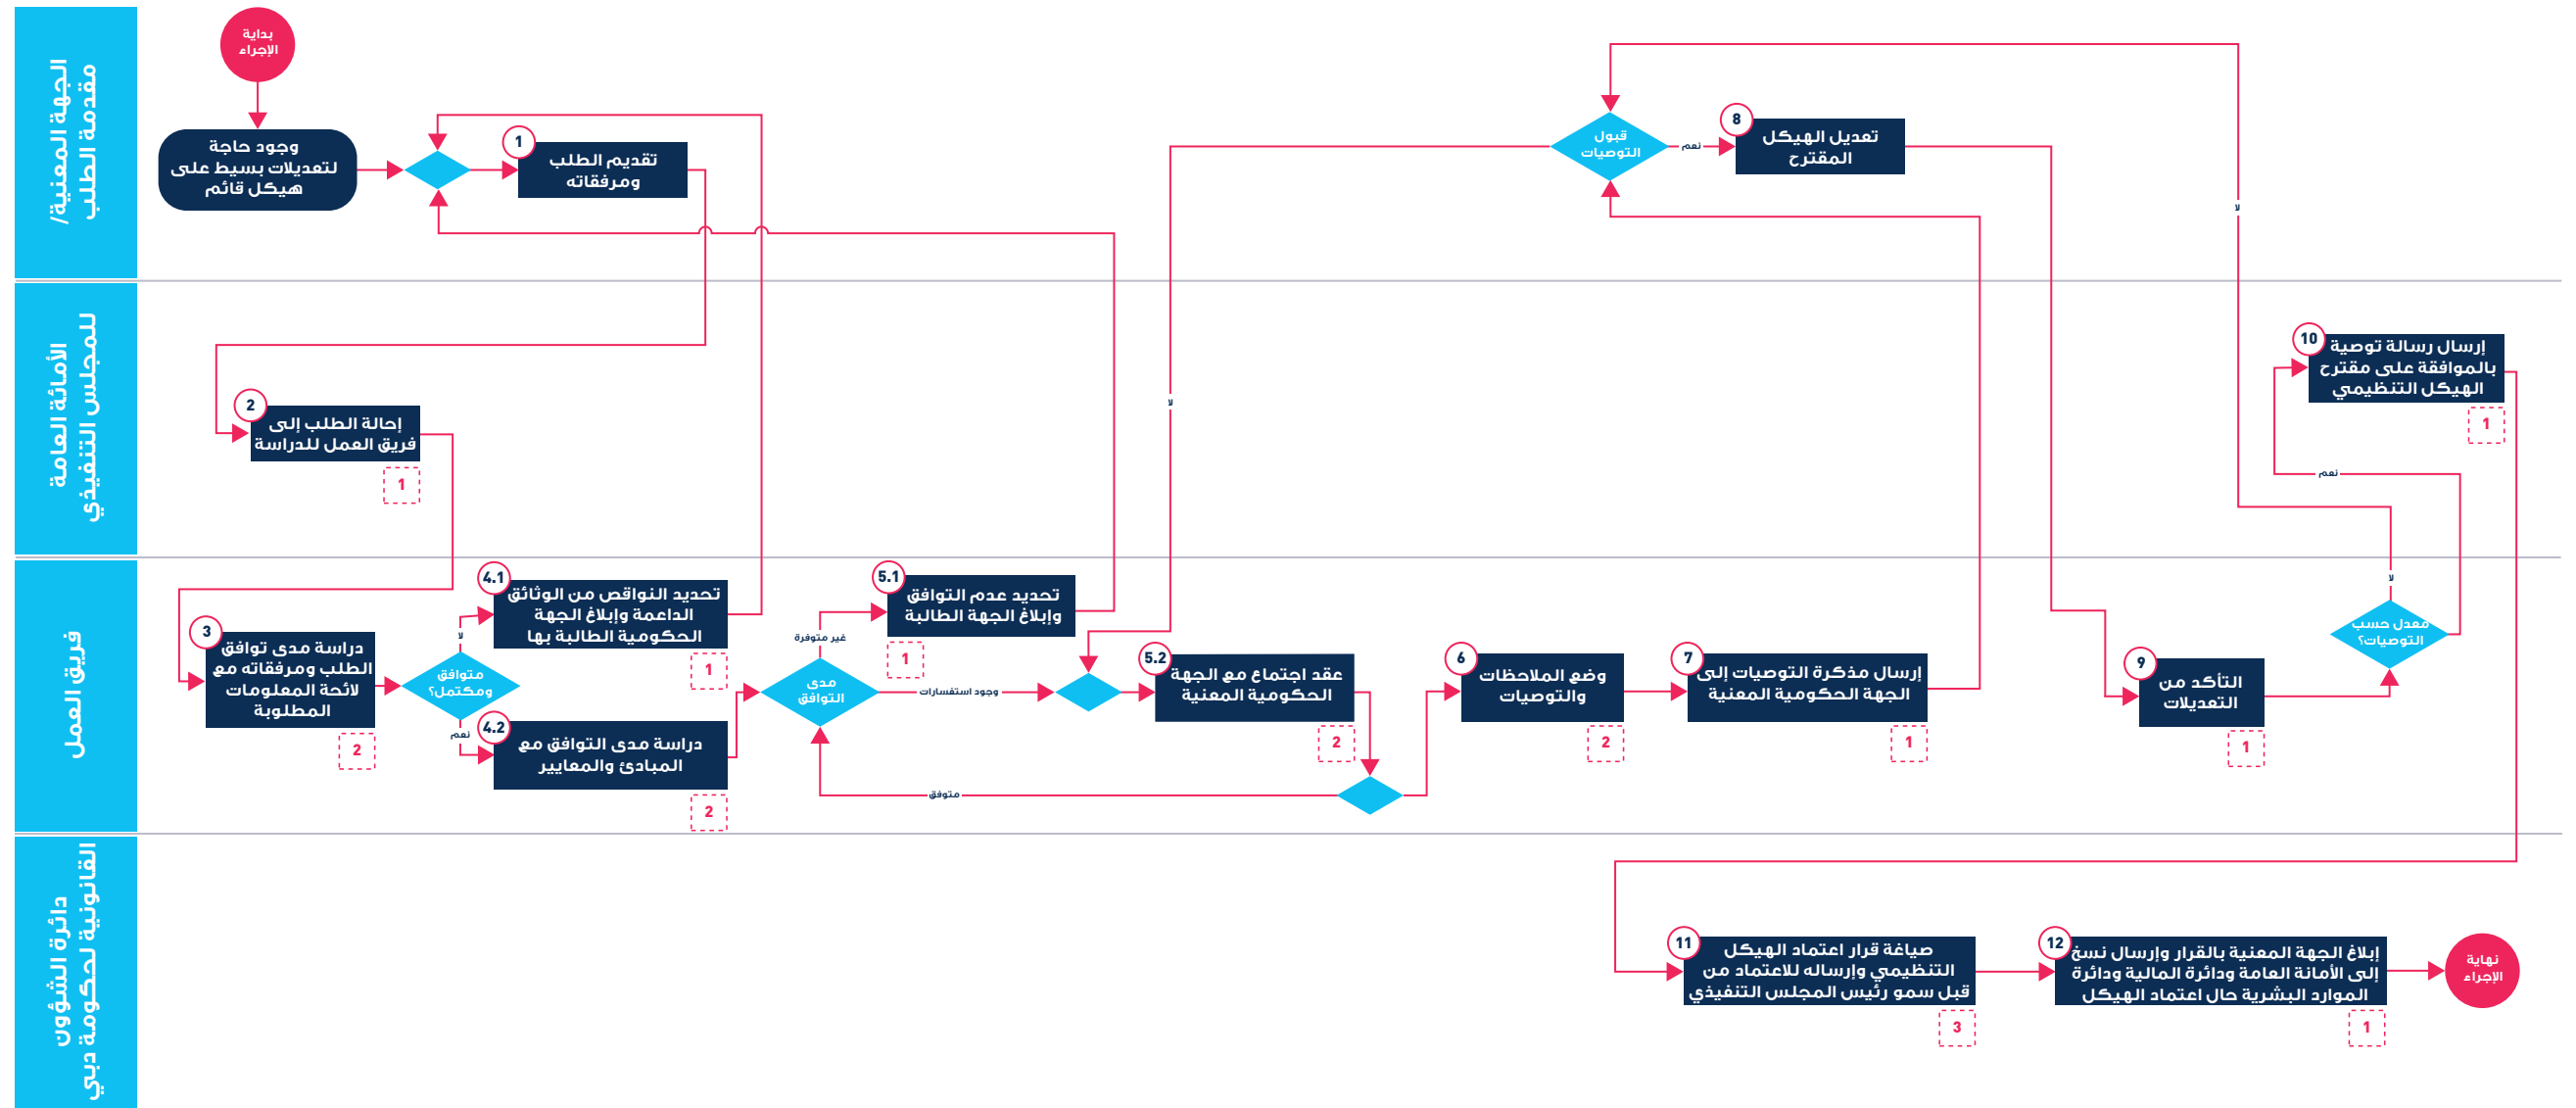 الجهة المعنية/
مقدمة الطلب
بداية
الإجراء
وجود حاجة
لتعديلات بسيط على
هيكل قائم
1
تقديم الطلب
ومرفقاته
قبول
التوصيات
نعم
8
تعديل الهيكل
المقترح
لا
الأمائة العامة
للمجلس التنفيذي
2
إحالة الطلب إلى
فريق العمل للدراسة
1
لا
10
إرسال رسالة توصية
بالموافقة على مقترح
الهيكل التنظيمي
1
نعم
فريق العمل
3
دراسة مدى توافق
الطلب ومرفقاته مع
لائحة المعلومات
المطلوبة
2
متوافق
ومكتمل؟
لا
نعم
4.1
تحديد النواقص من الوثائق
الداعمة وإبلاغ الجهة
الحكومية الطالبة بها
1
4.2
دراسة مدى التوافق مع
المبادئ والمعايير
2
مدى
التوافق
غير متوفرة
5.1
تحديد عدم التوافق
وإبلاغ الجهة الطالبة
1
وجود استفسارات
5.2
عقد اجتماع مع الجهة
الحكومية المعنية
2
متوفق
6
وضع الملاحظات
والتوصيات
2
7
إرسال مذكرة التوصيات إلى
الجهة الحكومية المعنية
1
9
التأكد من
التعديلات
1
معدل حسب
التوصيات؟
لا
دائرة الشؤون
القانونية لحكومة دبي
11
صياغة قرار اعتماد الهيكل
التنظيمي وإرساله للاعتماد من
قبل سمو رئيس المجلس التنفيذي
3
12
إبلاغ الجهة المعنية بالقرار وإرسال نسخ
إلى الأمانة العامة ودائرة المالية ودائرة
الموارد البشرية حال اعتماد الهيكل
1
نهاية
الإجراء